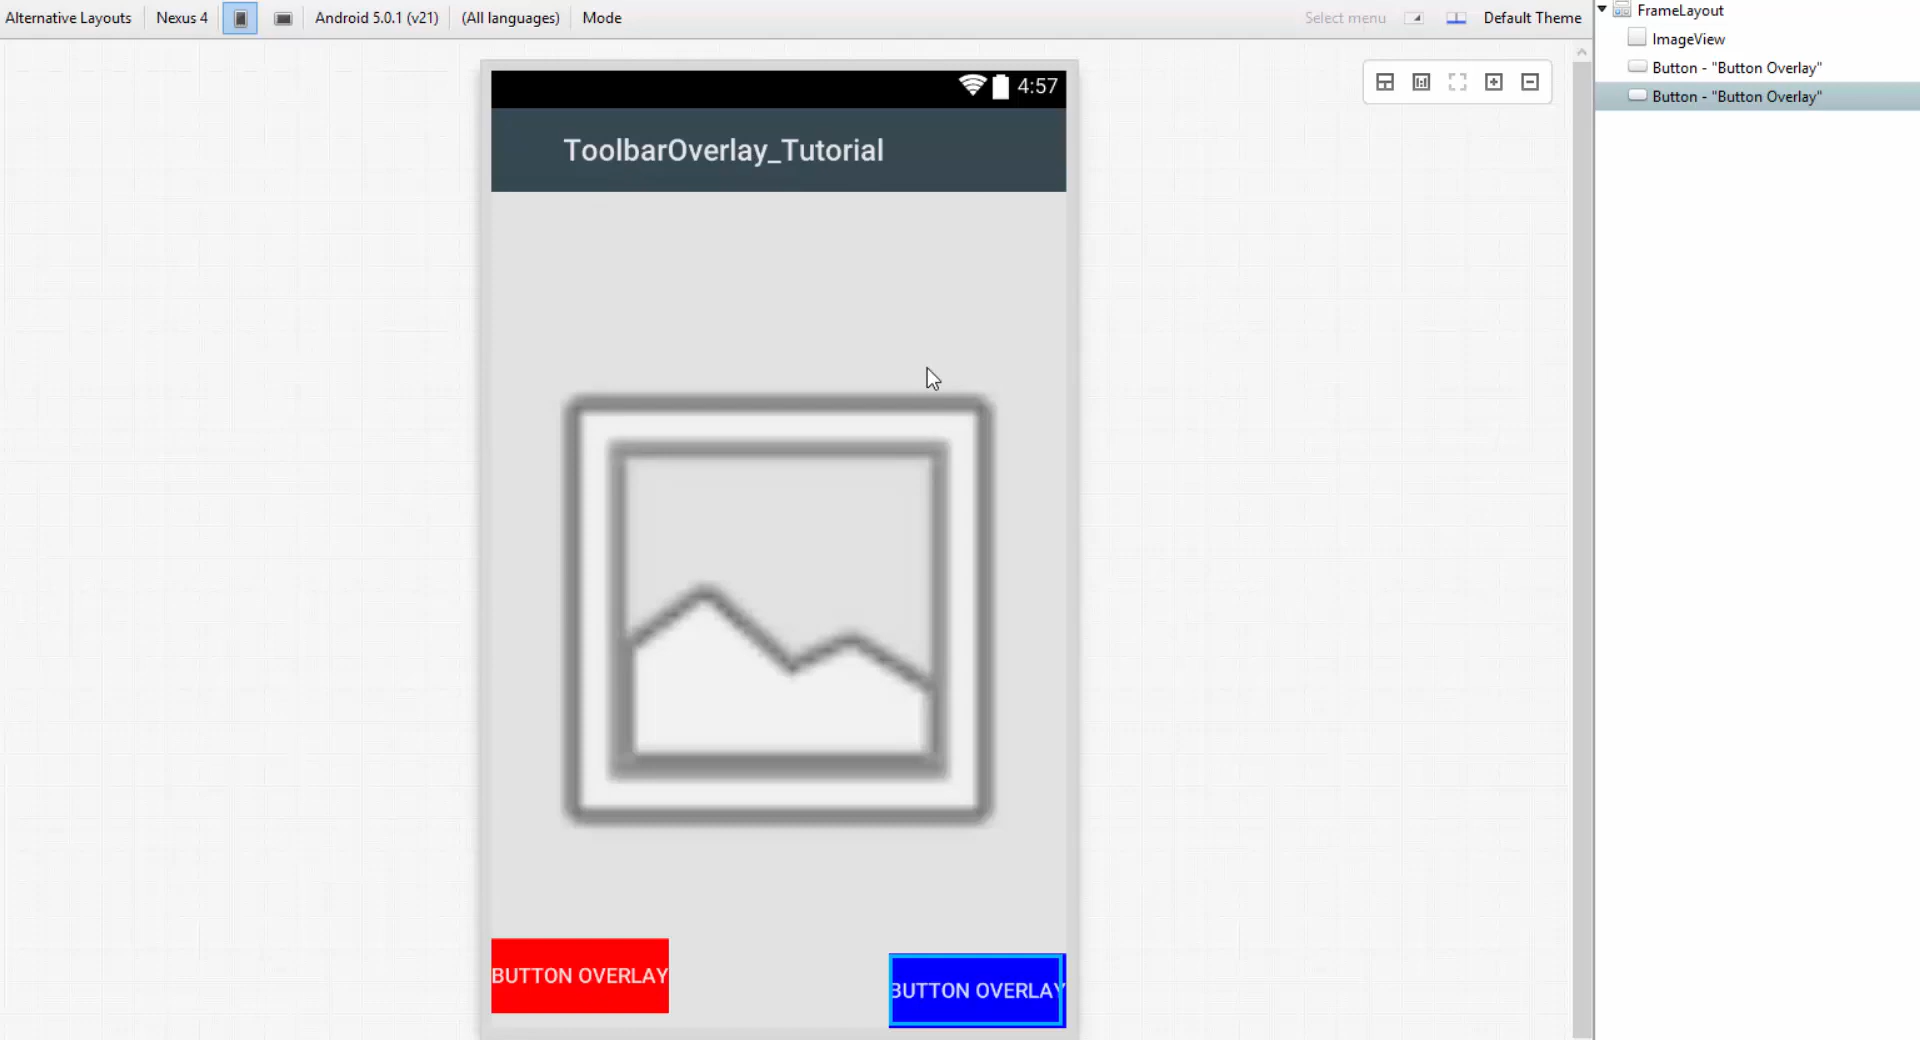 Alternative Layouts Nexus 4 Android 5.0.1 (v21) (All languages) Mode Select menu Default Theme
FrameLayout
ImageView
Button - "Button Overlay"
Button - "Button Overlay"
4:57
ToolbarOverlay_Tutorial
BUTTON OVERLAY
BUTTON OVERLAY